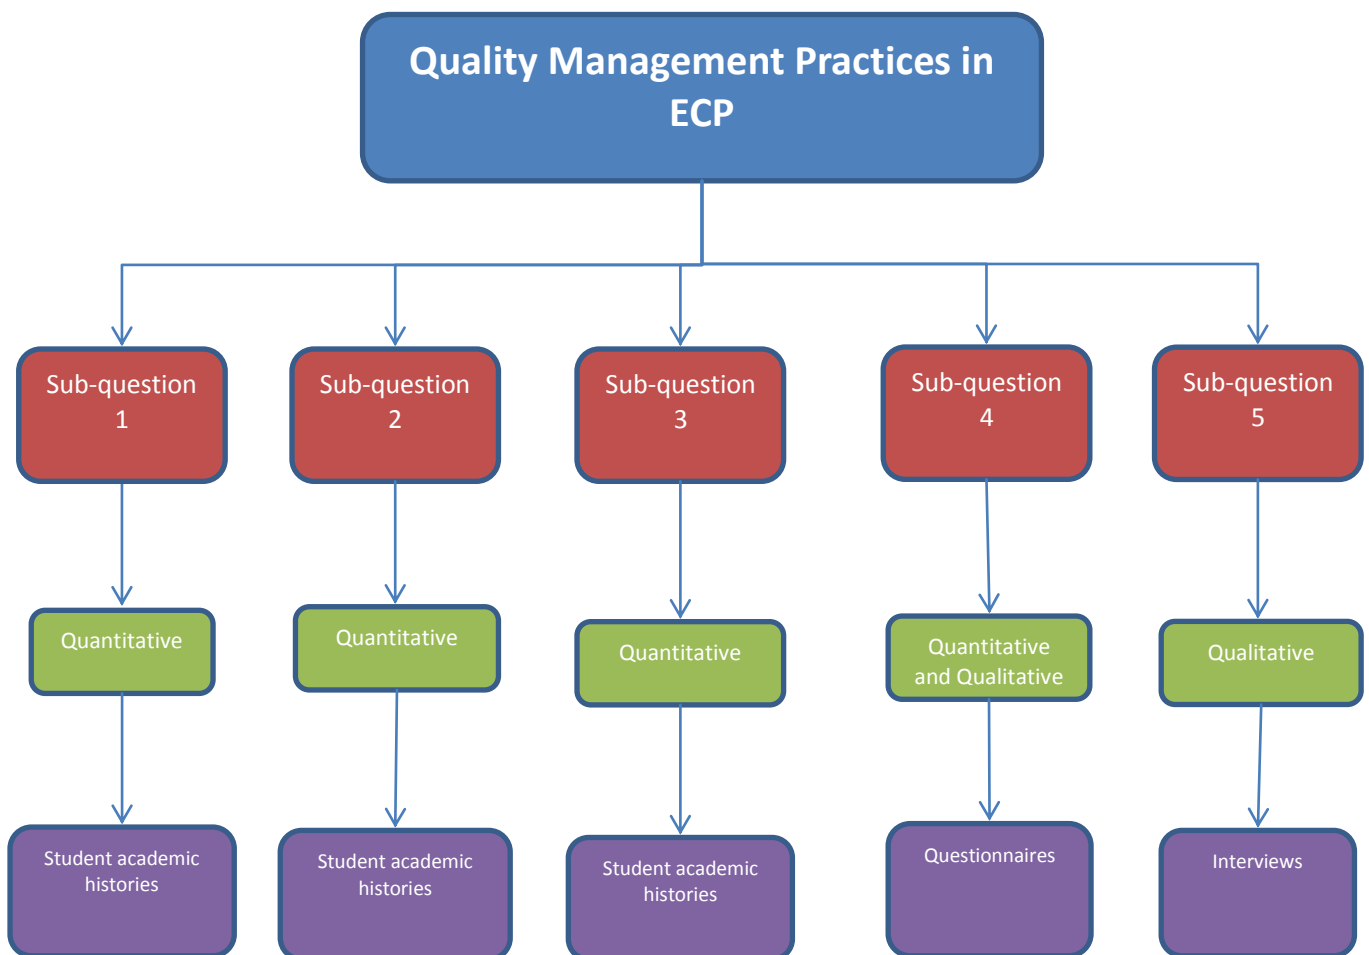 Quality Management Practices in
ECP
Sub-question
1
Sub-question
2
Sub-question
3
Sub-question
4
Sub-question
5
Quantitative
Quantitative
Quantitative
Quantitative
and Qualitative
Qualitative
Student academic
histories
Student academic
histories
Student academic
histories
Questionnaires
Interviews